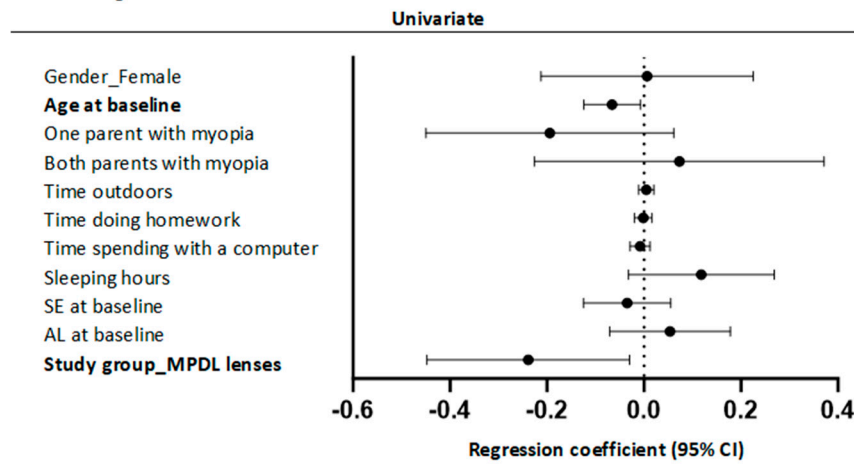 Univariate
Gender_Female
Age at baseline
One parent with myopia
Both parents with myopia
Time outdoors
Time doing homework
Time spending with a computer
Sleeping hours
SE at baseline
AL at baseline
Study group_MPDL lenses
-0.6 -0.4 -0.2 0.0 0.2 0.4
Regression coefficient (95% CI)